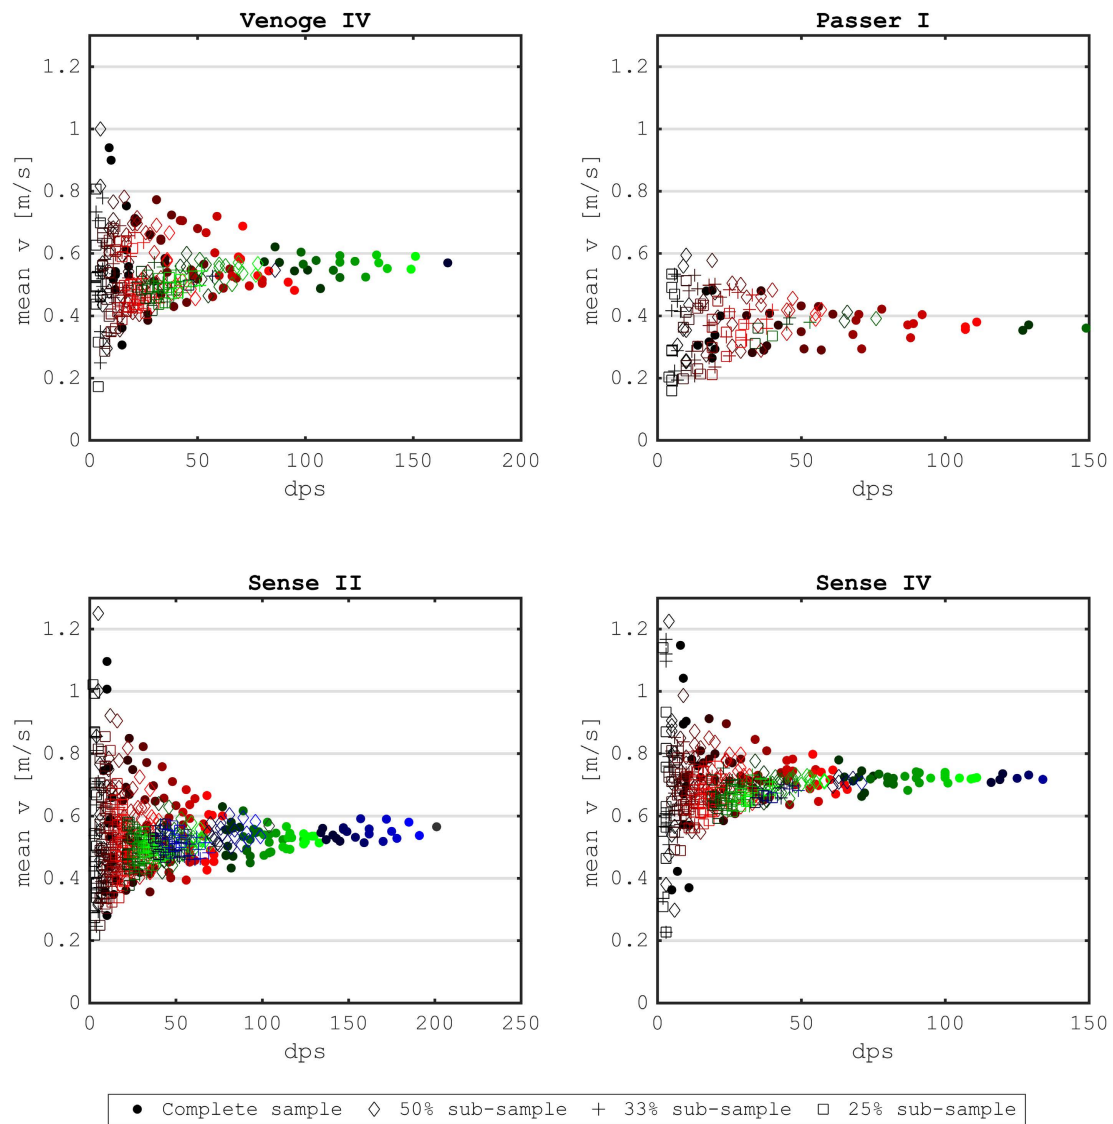 Venoge IV
1.2
1
0.8
0.6
0.4
0.2
0
mean v [m/s]
0 50 100 150 200
dps
Passer I
1.2
1
0.8
0.6
0.4
0.2
0
mean v [m/s]
0 50 100 150
dps
Sense II
1.2
1
0.8
0.6
0.4
0.2
0
mean v [m/s]
0 50 100 150 200 250
dps
Sense IV
1.2
1
0.8
0.6
0.4
0.2
0
mean v [m/s]
0 50 100 150
dps
Complete sample 50% sub-sample 33% sub-sample 25% sub-sample